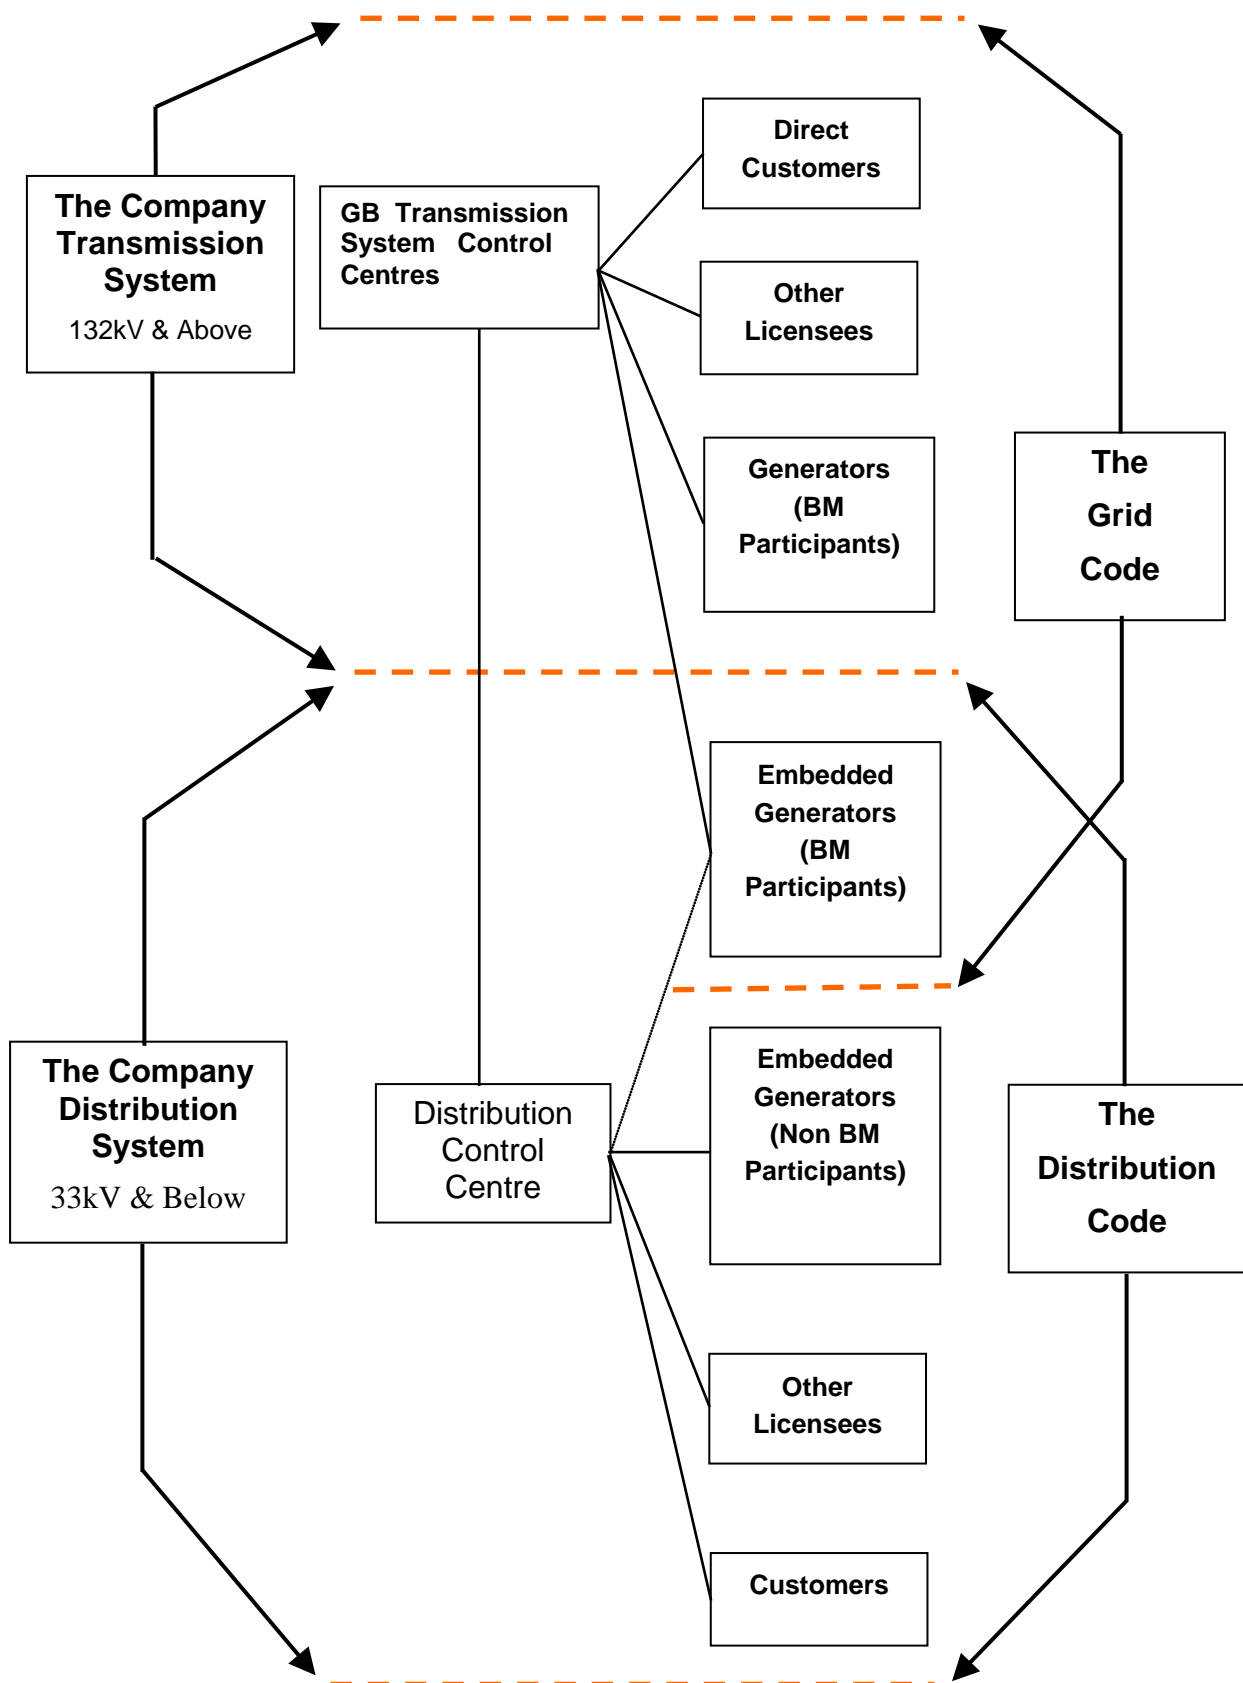 Direct
Customers
The Company
Transmission
System
132kV & Above
GB Transmission
System Control
Centres
Other
Licensees
Generators
(BM
Participants)
The
Grid
Code
Embedded
Generators
(BM
Participants)
The Company
Distribution
System
33kV & Below
Distribution
Control
Centre
Embedded
Generators
(Non BM
Participants)
The
Distribution
Code
Other
Licensees
Customers